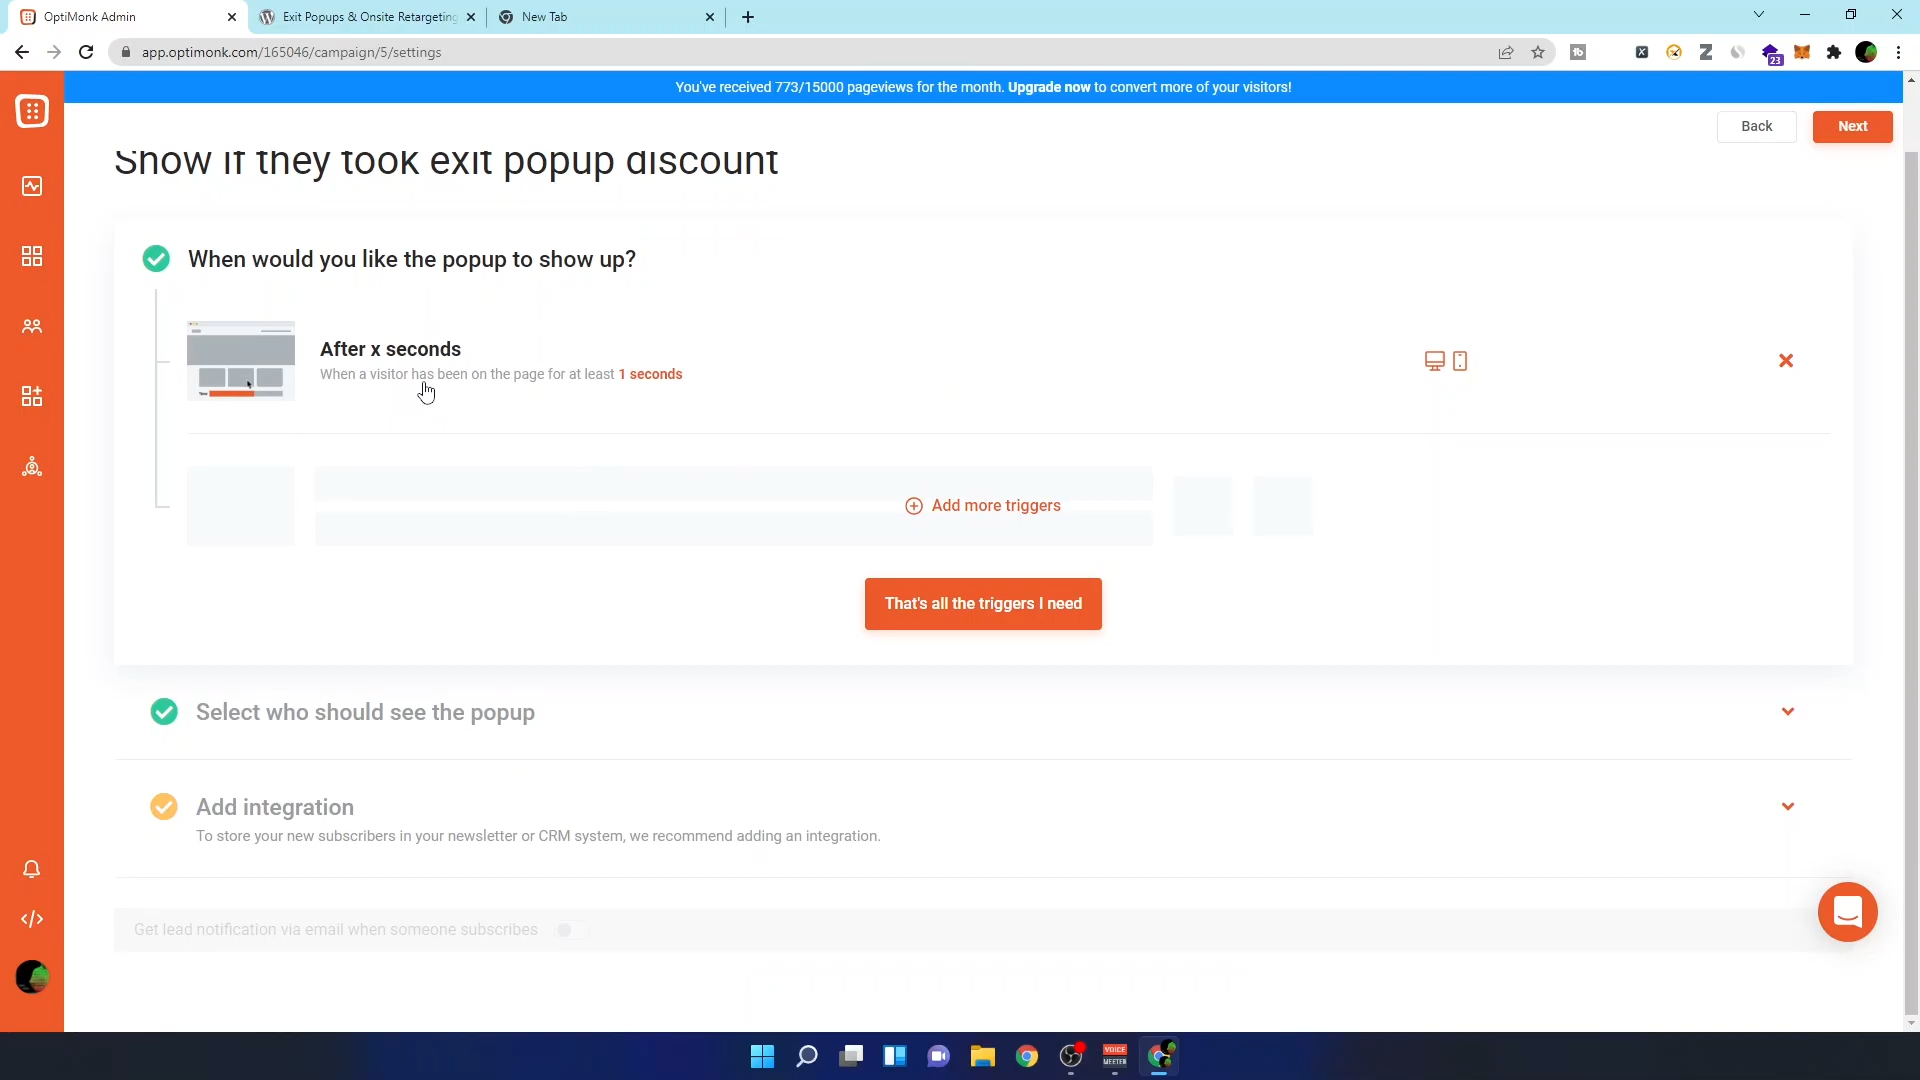 OptiMonk Admin
Exit Popups & Onsite Retargeting
New Tab
app.optimonk.com/165046/campaign/5/settings
23
You've received 773/15000 pageviews for the month. Upgrade now to convert more of your visitors!
Back
Next
Show if they took exit popup discount
When would you like the popup to show up?
After x seconds
When a visitor has been on the page for at least 1 seconds
Add more triggers
That's all the triggers I need
Select who should see the popup
Add integration
To store your new subscribers in your newsletter or CRM system, we recommend adding an integration.
Get lead notification via email when someone subscribes
VOICE
MEETER